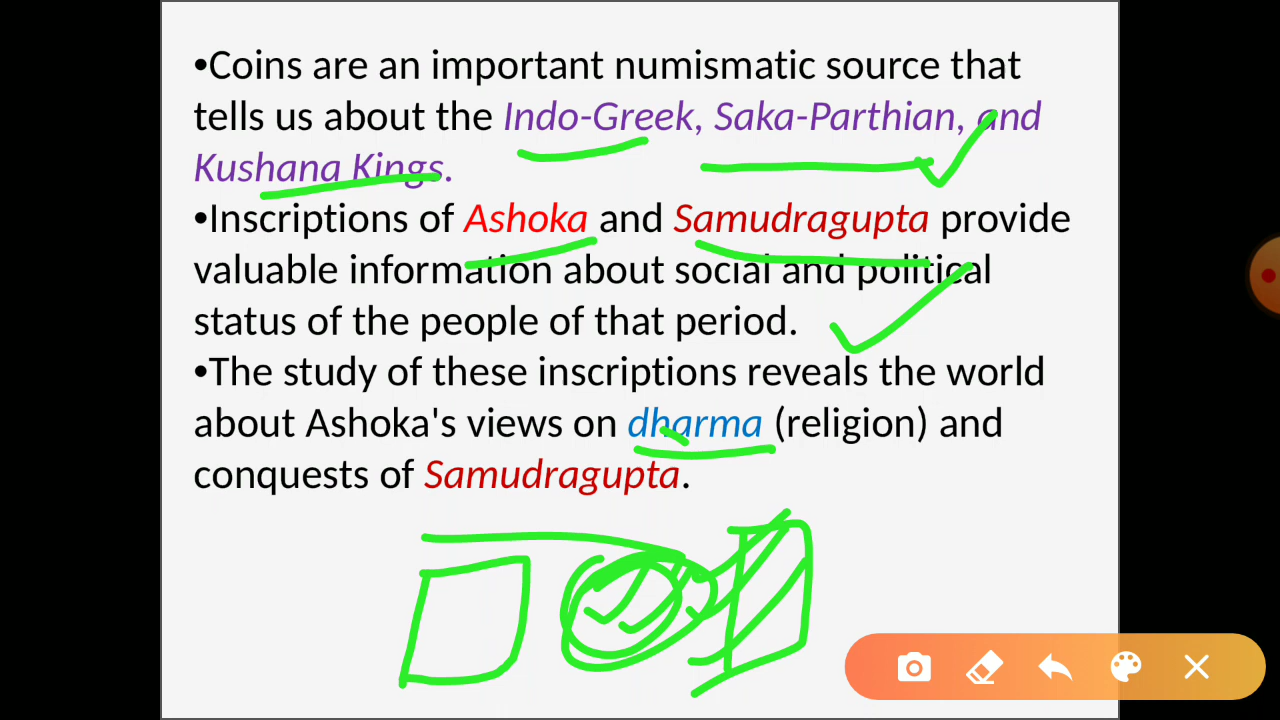 •Coins are an important numismatic source that
tells us about the Indo-Greek, Saka-Parthian, and
Kushana Kings.
•Inscriptions of Ashoka and Samudragupta provide
valuable information about social and political
status of the people of that period.
•The study of these inscriptions reveals the world
about Ashoka's views on dharma (religion) and
conquests of Samudragupta.